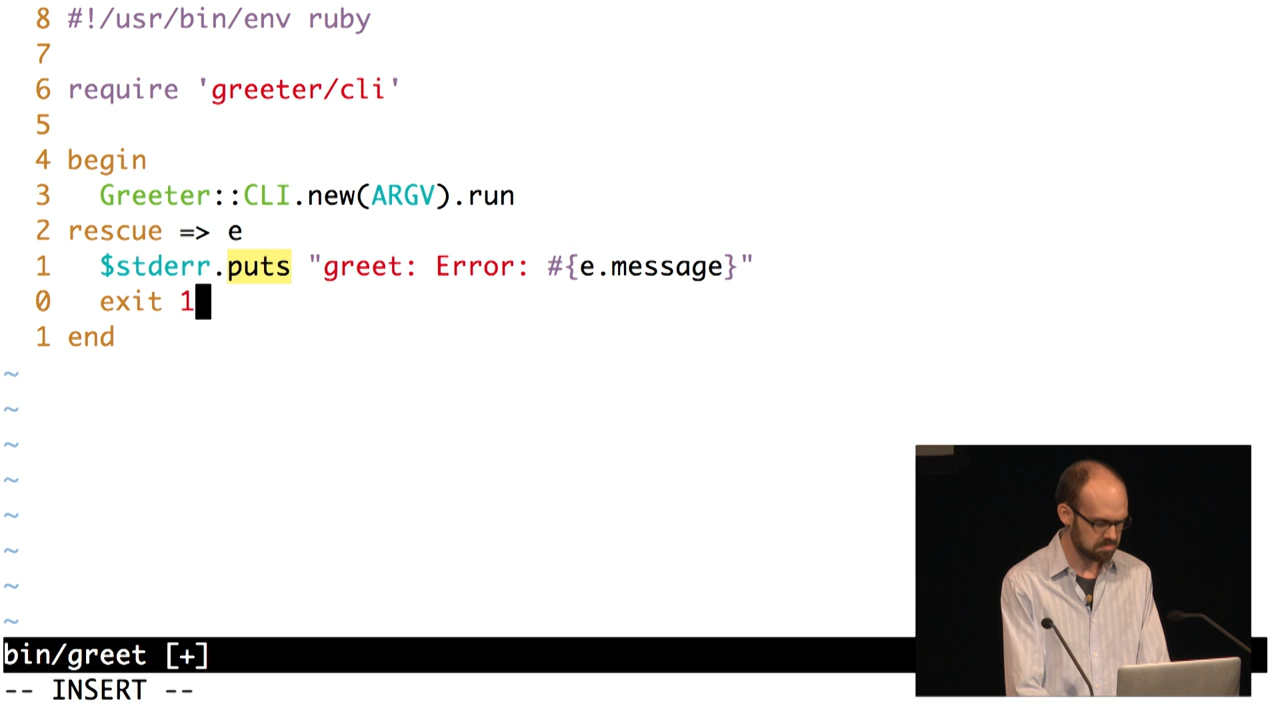 8 #!/usr/bin/env ruby
7
6 require 'greeter/cli'
5
4 begin
3   Greeter::CLI.new(ARGV).run
2 rescue => e
1   $stderr.puts "greet: Error: #{e.message}"
0   exit 1
1 end
~
~
~
~
~
~
~
~
bin/greet [+]
-- INSERT --